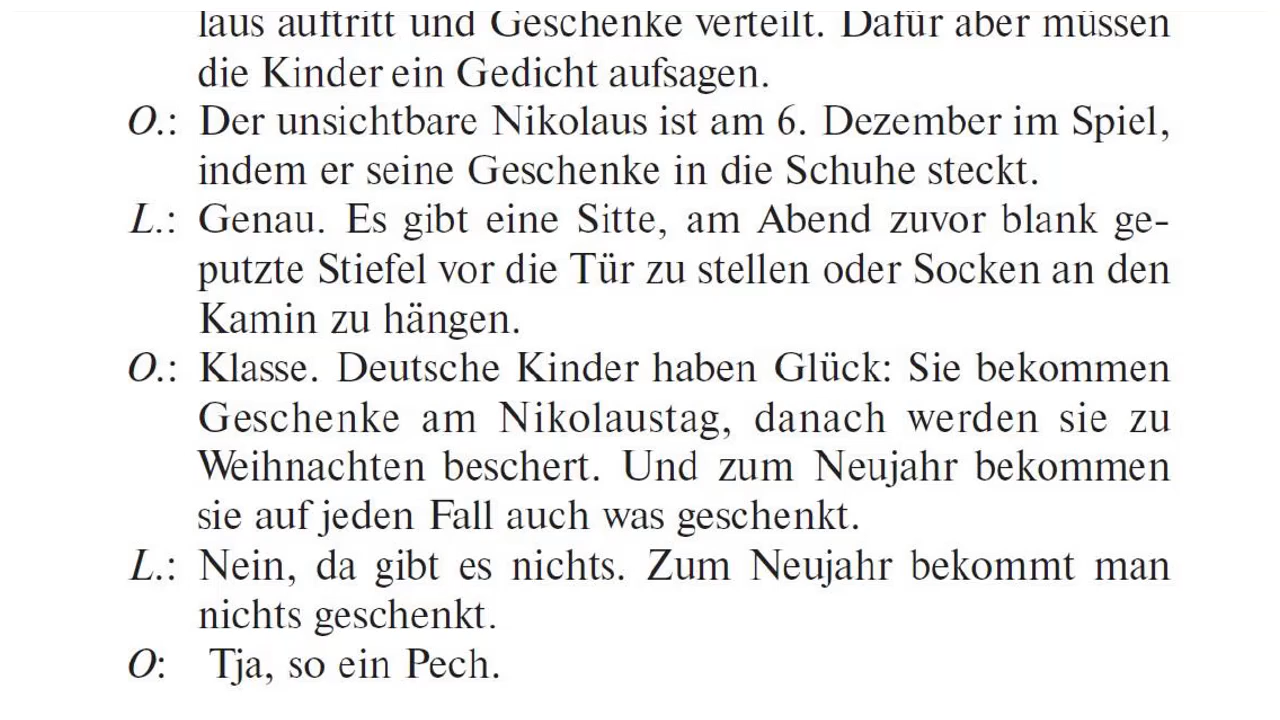 laus auftritt und Geschenke verteilt. Dafür aber müssen
die Kinder ein Gedicht aufsagen.
O.: Der unsichtbare Nikolaus ist am 6. Dezember im Spiel,
indem er seine Geschenke in die Schuhe steckt.
L.: Genau. Es gibt eine Sitte, am Abend zuvor blank ge-
putzte Stiefel vor die Tür zu stellen oder Socken an den
Kamin zu hängen.
O.: Klasse. Deutsche Kinder haben Glück: Sie bekommen
Geschenke am Nikolaustag, danach werden sie zu
Weihnachten beschert. Und zum Neujahr bekommen
sie auf jeden Fall auch was geschenkt.
L.: Nein, da gibt es nichts. Zum Neujahr bekommt man
nichts geschenkt.
O: Tja, so ein Pech.